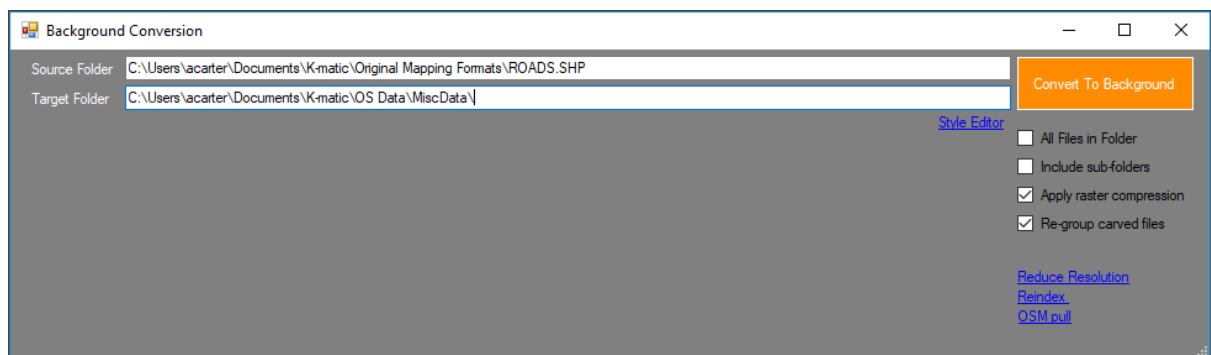 Background Conversion
Source Folder C:\Users\acarter\Documents\K-matic\Original Mapping Formats\ROADS.SHP
Convert To Background
Target Folder C:\Users\acarter\Documents\K-matic\OS Data\MiscData\
Style Editor
All Files in Folder
Include sub-folders
Apply raster compression
Re-group carved files
Reduce Resolution
Reindex
OSM pull